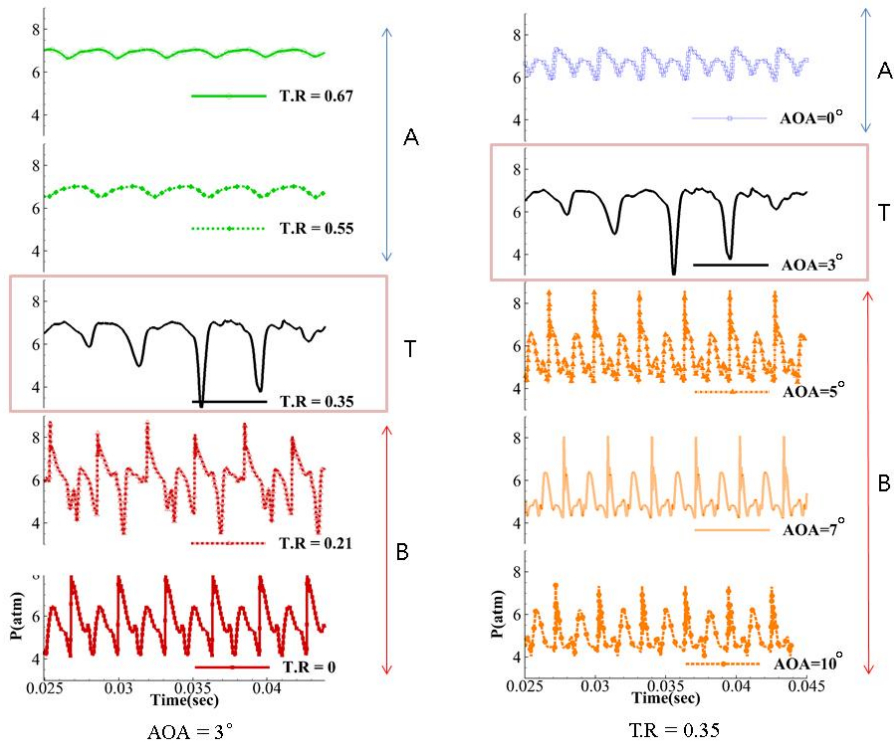 8
6
4
T.R = 0.67
A
8
6
4
T.R = 0.55
8
6
4
T.R = 0.35
T
8
6
4
T.R = 0.21
B
8
6
4
P(atm)
T.R = 0
0.025 0.03 0.035 0.04
Time(sec)
AOA = 3°
8
6
4
AOA=0°
A
8
6
4
AOA=3°
T
8
6
4
AOA=5°
8
6
4
AOA=7°
B
8
6
4
P(atm)
AOA=10°
0.025 0.03 0.035 0.04 0.045
Time(sec)
T.R = 0.35